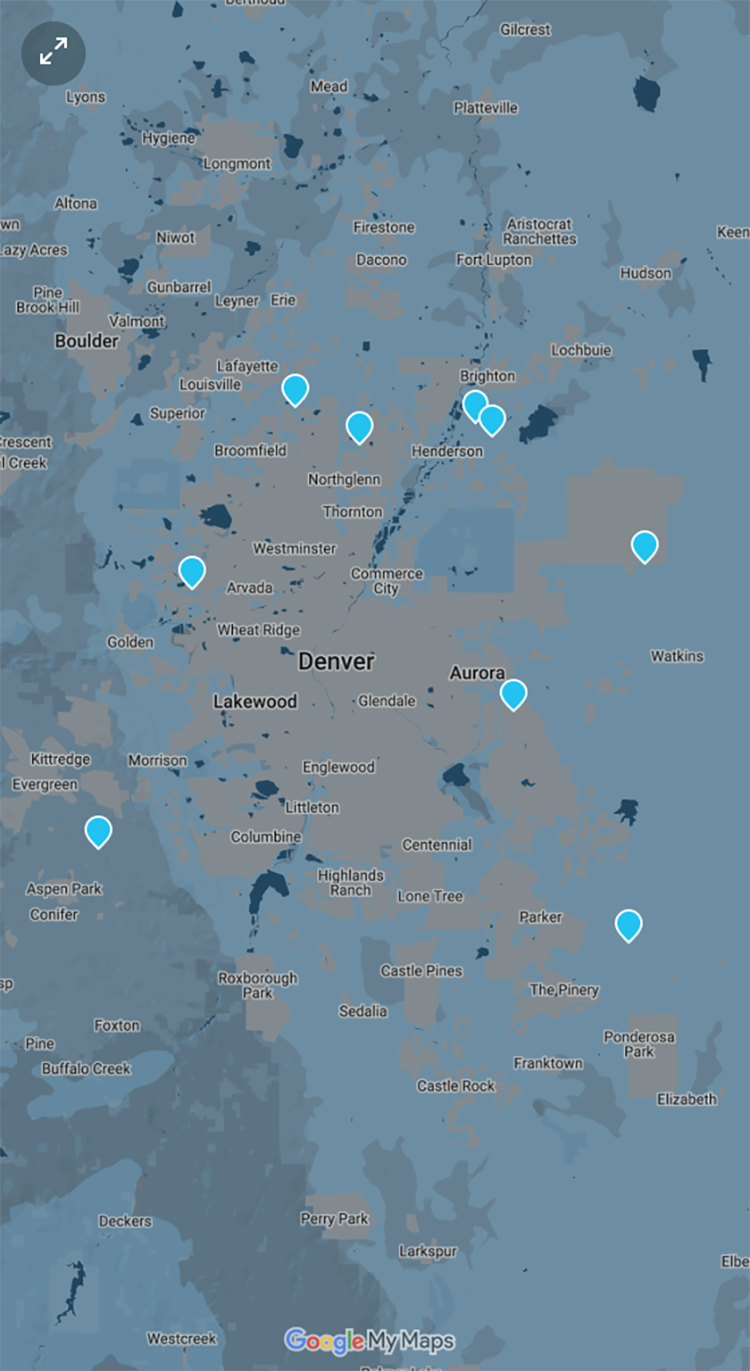 Berthoud
Gilcrest
Mead
Lyons
Platteville
Hygiene
Longmont
Altona
wn
Firestone
Aristocrat
Ranchettes
Keen
Niwot
Lazy Acres
Dacono
Fort Lupton
Hudson
Gunbarrel
Pine
Brook Hill
Leyner
Erie
Valmont
Boulder
Lochbuie
Lafayette
Louisville
Brighton
Superior
Crescent
l Creek
Broomfield
Henderson
Northglenn
Thornton
Westminster
Commerce
City
Arvada
Wheat Ridge
Golden
Denver
Watkins
Aurora
Lakewood
Glendale
Kittredge
Morrison
Englewood
Evergreen
Littleton
Columbine
Centennial
Highlands
Ranch
Aspen Park
Lone Tree
Conifer
Parker
Castle Pines
Roxborough
Park
sp
The Pinery
Sedalia
Foxton
Pine
Ponderosa
Park
Buffalo Creek
Franktown
Castle Rock
Elizabeth
Deckers
Perry Park
Larkspur
Elbe
Westcreek
Google My Maps